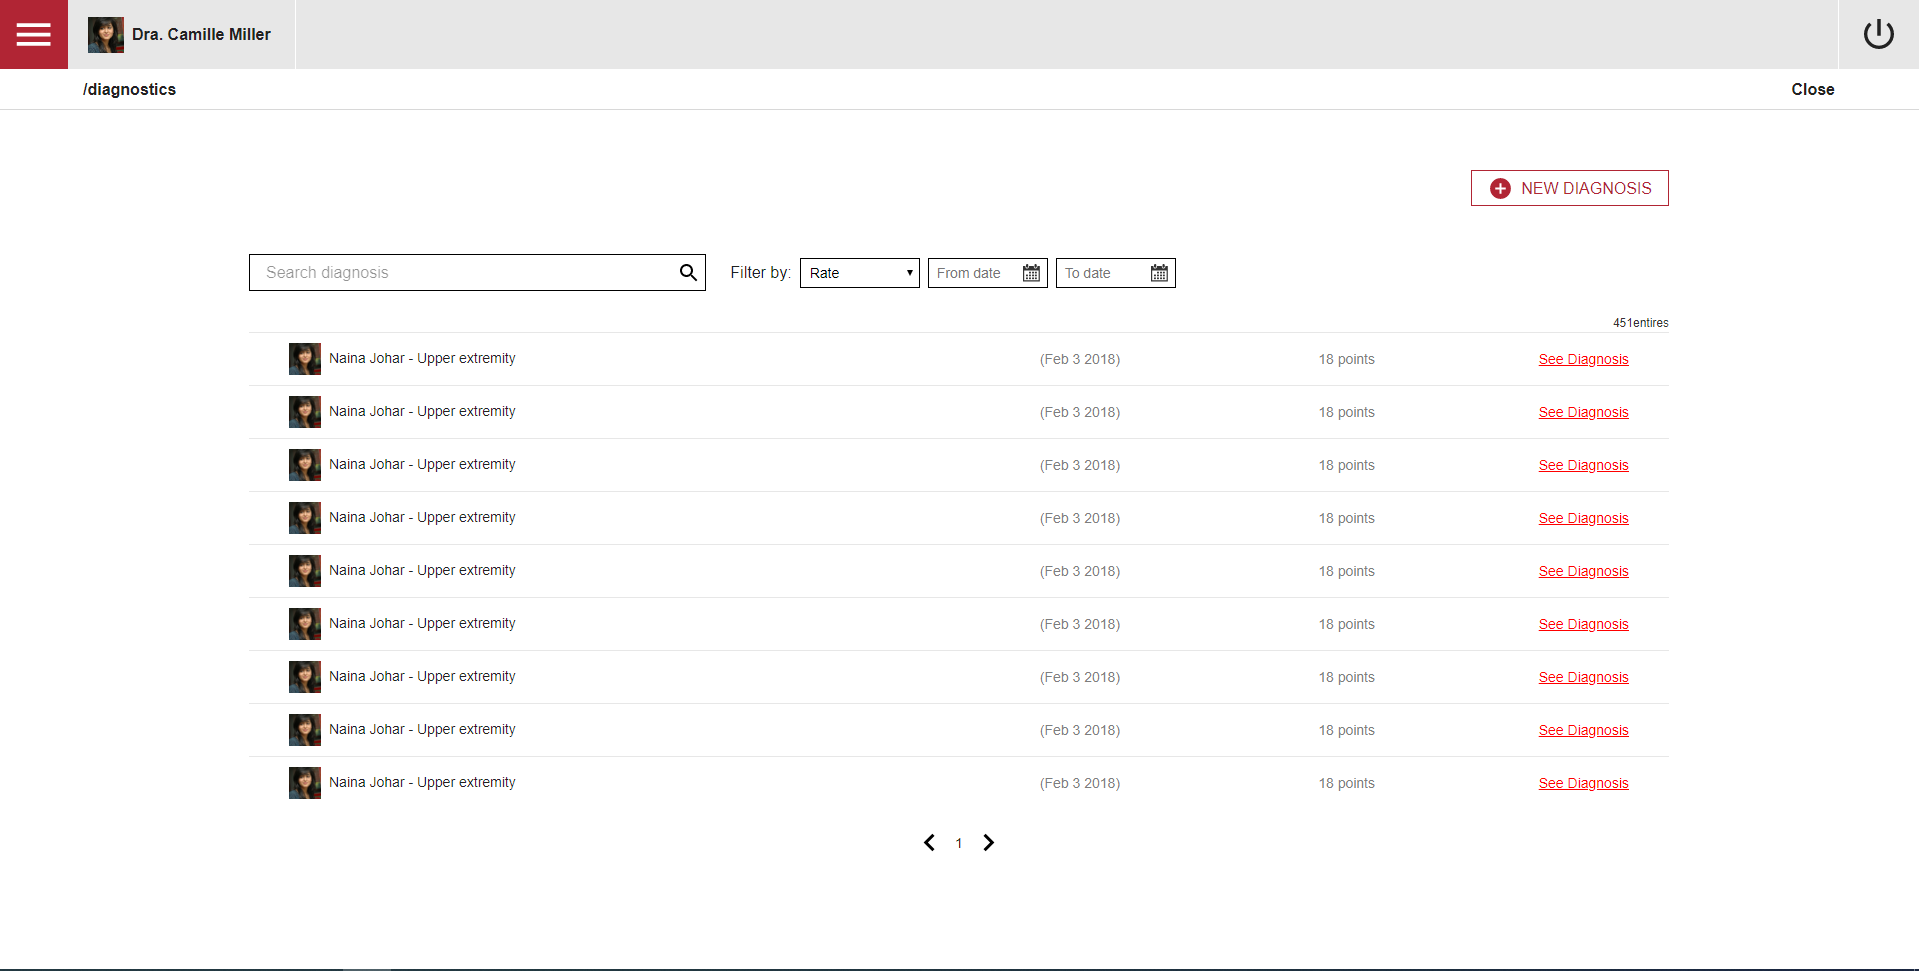 Dra. Camille Miller
/diagnostics Close
NEW DIAGNOSIS
Search diagnosis Filter by: Rate From date To date
451entires
Naina Johar - Upper extremity (Feb 3 2018) 18 points See Diagnosis
Naina Johar - Upper extremity (Feb 3 2018) 18 points See Diagnosis
Naina Johar - Upper extremity (Feb 3 2018) 18 points See Diagnosis
Naina Johar - Upper extremity (Feb 3 2018) 18 points See Diagnosis
Naina Johar - Upper extremity (Feb 3 2018) 18 points See Diagnosis
Naina Johar - Upper extremity (Feb 3 2018) 18 points See Diagnosis
Naina Johar - Upper extremity (Feb 3 2018) 18 points See Diagnosis
Naina Johar - Upper extremity (Feb 3 2018) 18 points See Diagnosis
Naina Johar - Upper extremity (Feb 3 2018) 18 points See Diagnosis
1